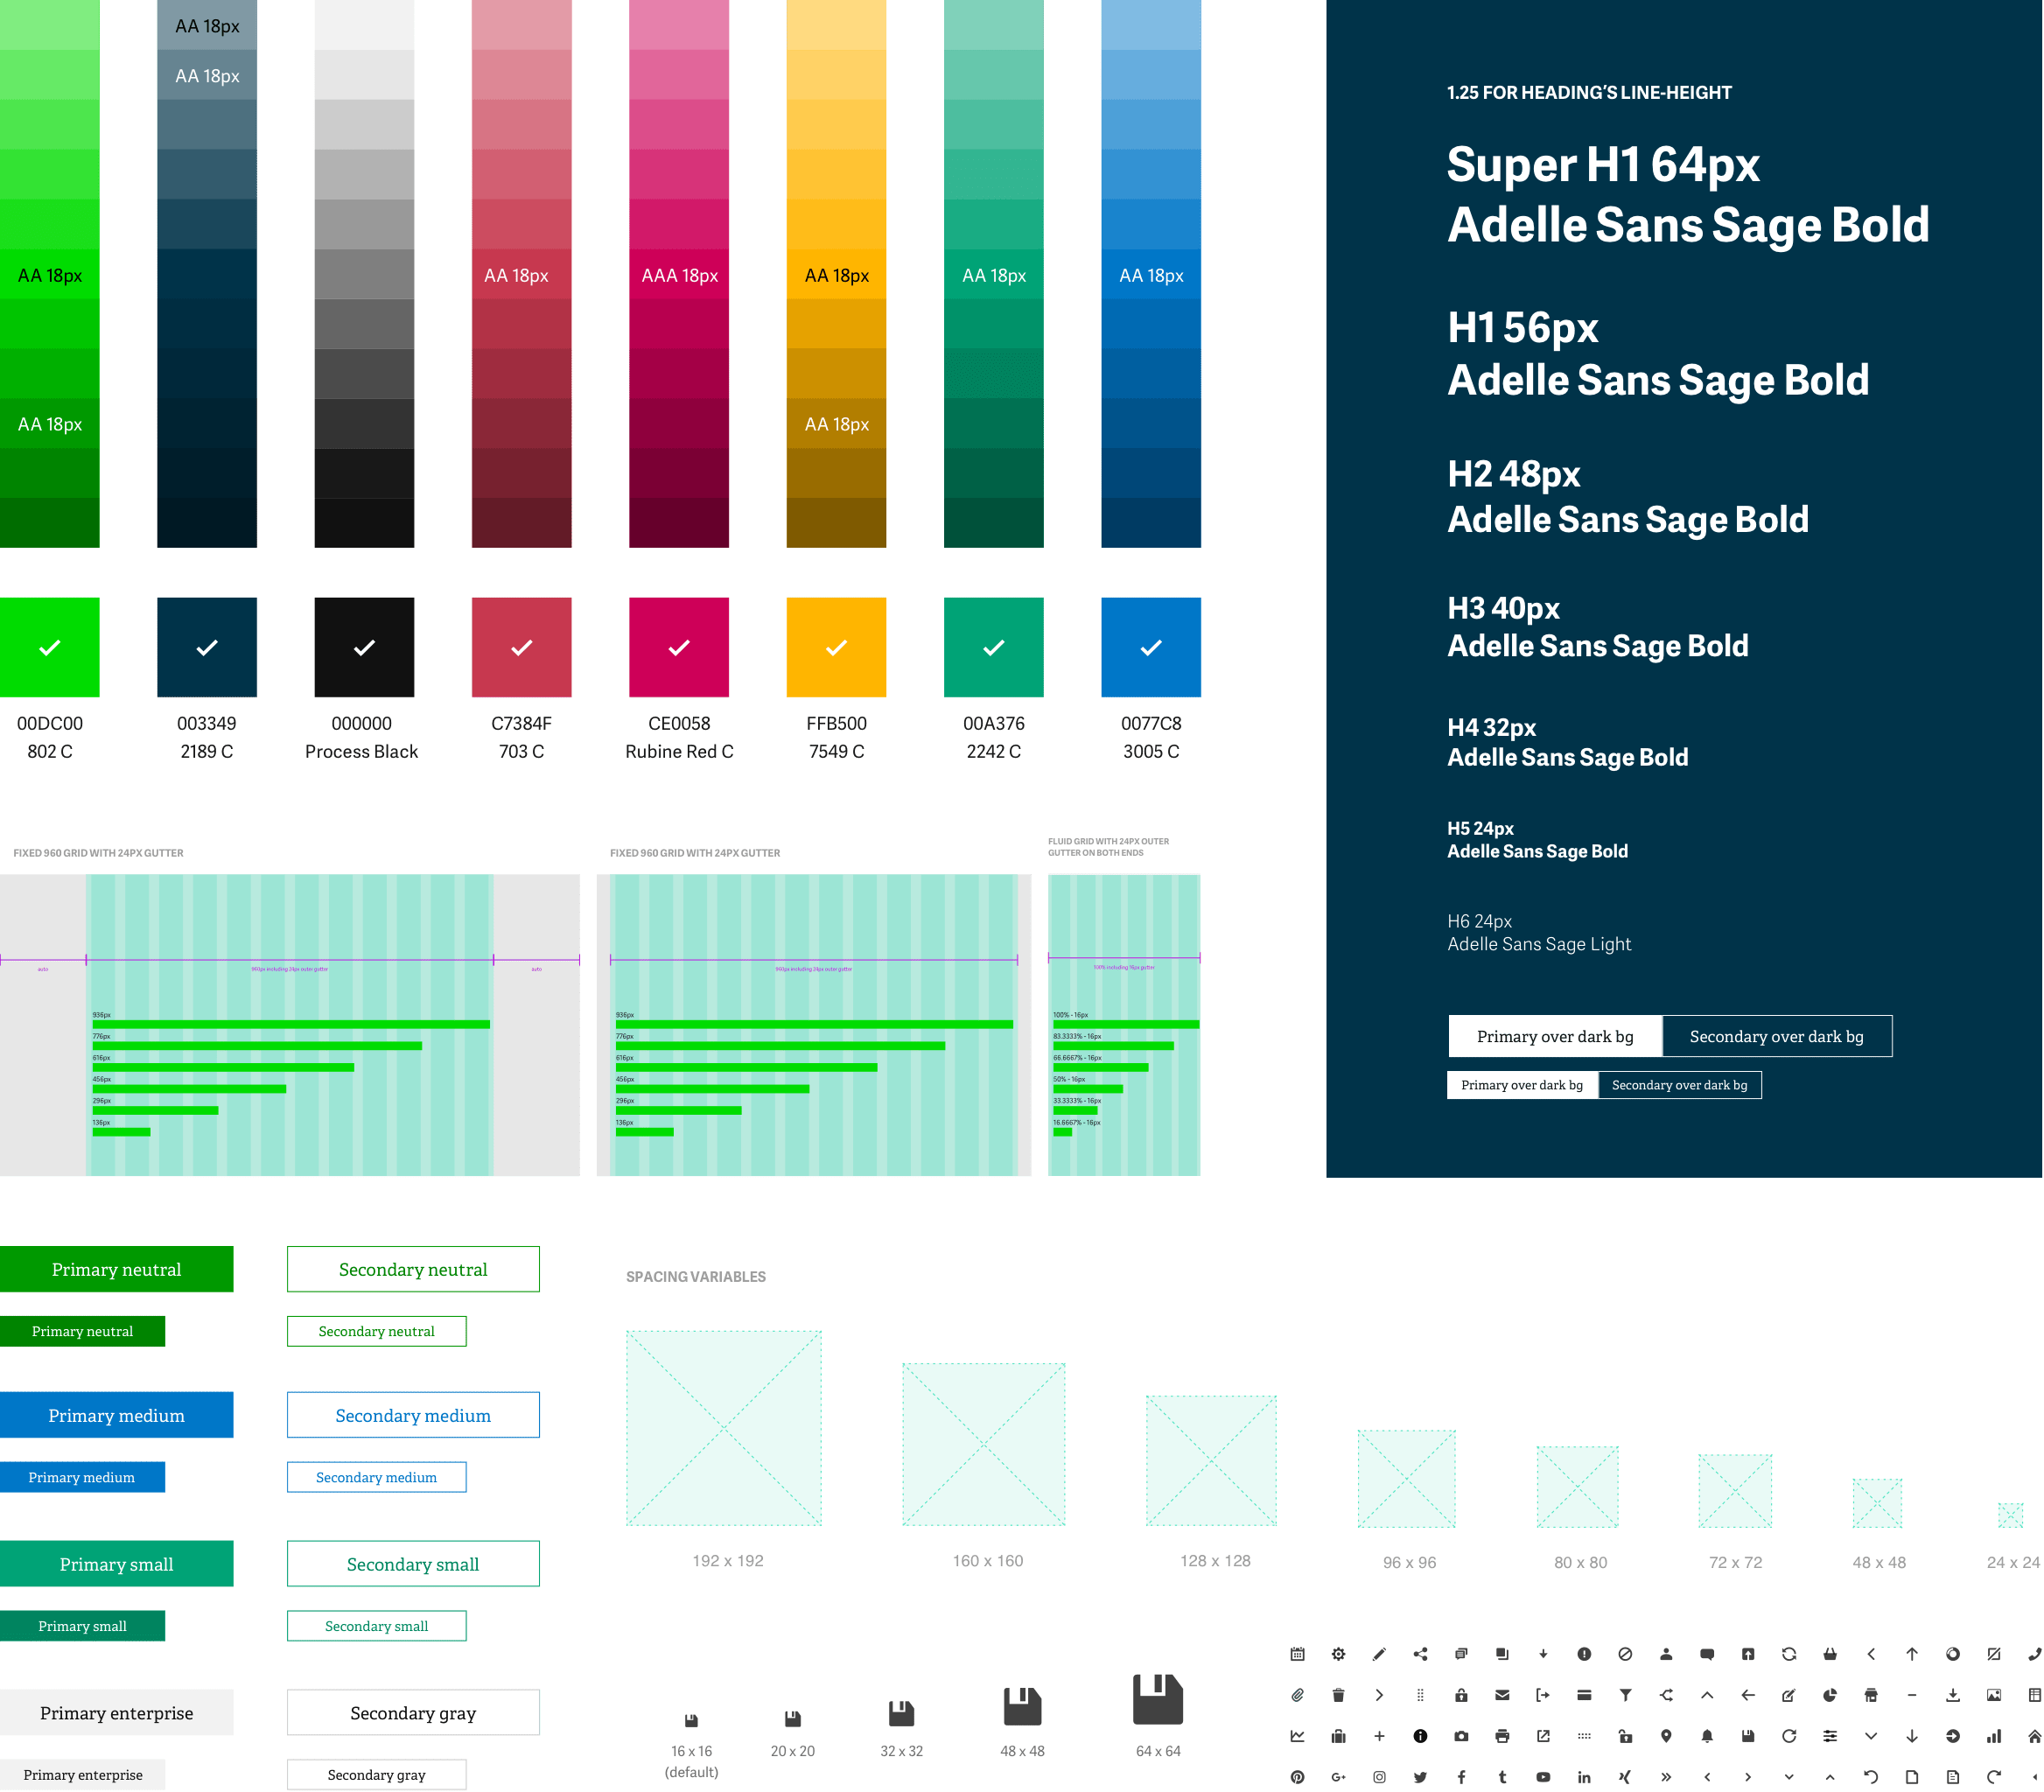 AA 18px
AA 18px
AA 18px
AA 18px
AAA 18px
AA 18px
AA 18px
AA 18px
AA 18px
AA 18px
00DC00
802 C
003349
2189 C
000000
Process Black
C7384F
703 C
CE0058
Rubine Red C
FFB500
7549 C
00A376
2242 C
0077C8
3005 C
1.25 FOR HEADING'S LINE-HEIGHT
Super H1 64px
Adelle Sans Sage Bold
H1 56px
Adelle Sans Sage Bold
H2 48px
Adelle Sans Sage Bold
H3 40px
Adelle Sans Sage Bold
H4 32px
Adelle Sans Sage Bold
H5 24px
Adelle Sans Sage Bold
H6 24px
Adelle Sans Sage Light
Primary over dark bg
Secondary over dark bg
Primary over dark bg
Secondary over dark bg
FIXED 960 GRID WITH 24PX GUTTER
auto
960px including 24px outer gutter
auto
936px
776px
616px
456px
296px
136px
FIXED 960 GRID WITH 24PX GUTTER
960px including 24px outer gutter
936px
776px
616px
456px
296px
136px
FLUID GRID WITH 24PX OUTER
GUTTER ON BOTH ENDS
100% including 16px gutter
100% - 16px
83.3333% - 16px
66.6667% - 16px
50% - 16px
33.3333% - 16px
16.6667% - 16px
Primary neutral
Secondary neutral
Primary neutral
Secondary neutral
Primary medium
Secondary medium
Primary medium
Secondary medium
Primary small
Secondary small
Primary small
Secondary small
Primary enterprise
Secondary gray
Primary enterprise
Secondary gray
SPACING VARIABLES
192 x 192
160 x 160
128 x 128
96 x 96
80 x 80
72 x 72
48 x 48
24 x 24
16 x 16
(default)
20 x 20
32 x 32
48 x 48
64 x 64